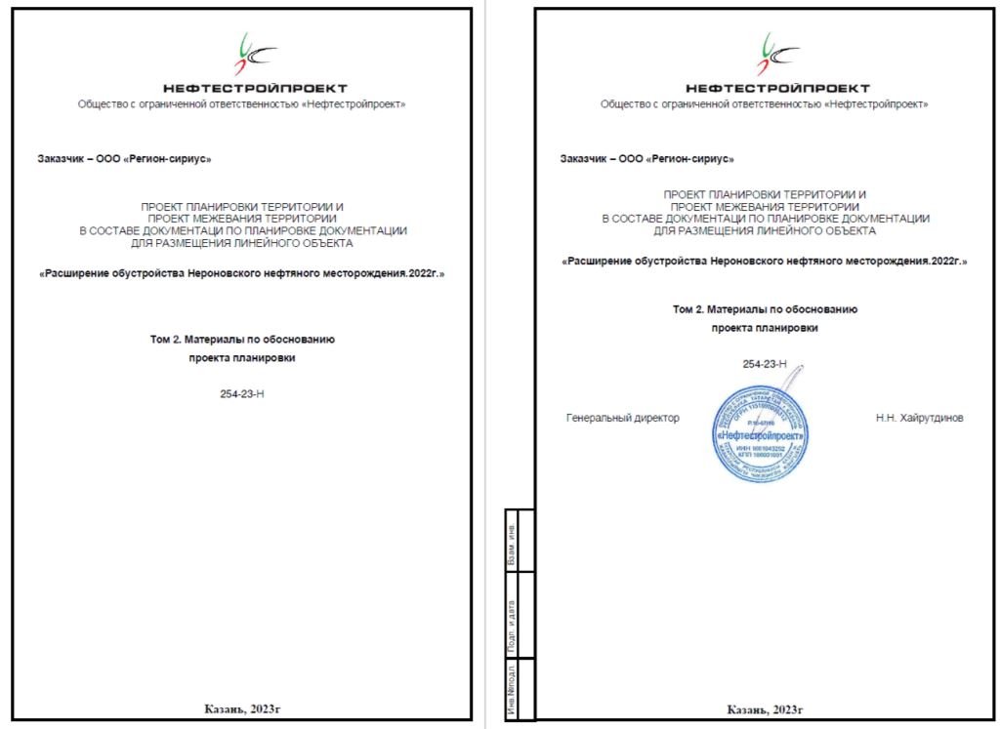 НЕФТЕСТРОЙПРОЕКТ
Общество с ограниченной ответственностью «Нефтестройпроект»
Заказчик – ООО «Регион-сириус»
ПРОЕКТ ПЛАНИРОВКИ ТЕРРИТОРИИ И
ПРОЕКТ МЕЖЕВАНИЯ ТЕРРИТОРИИ
В СОСТАВЕ ДОКУМЕНТАЦИ ПО ПЛАНИРОВКЕ ДОКУМЕНТАЦИИ
ДЛЯ РАЗМЕЩЕНИЯ ЛИНЕЙНОГО ОБЪЕКТА
«Расширение обустройства Нероновского нефтяного месторождения.2022г.»
Том 2. Материалы по обоснованию
проекта планировки
254-23-Н
Казань, 2023г
НЕФТЕСТРОЙПРОЕКТ
Общество с ограниченной ответственностью «Нефтестройпроект»
Заказчик – ООО «Регион-сириус»
ПРОЕКТ ПЛАНИРОВКИ ТЕРРИТОРИИ И
ПРОЕКТ МЕЖЕВАНИЯ ТЕРРИТОРИИ
В СОСТАВЕ ДОКУМЕНТАЦИ ПО ПЛАНИРОВКЕ ДОКУМЕНТАЦИИ
ДЛЯ РАЗМЕЩЕНИЯ ЛИНЕЙНОГО ОБЪЕКТА
«Расширение обустройства Нероновского нефтяного месторождения.2022г.»
Том 2. Материалы по обоснованию
проекта планировки
254-23-Н
Генеральный директор
Н.Н. Хайрутдинов
«Нефтестройпроект»
ИНН
КПП
Взам. инв.
Подп. и дата
Инв.№подл.
Казань, 2023г